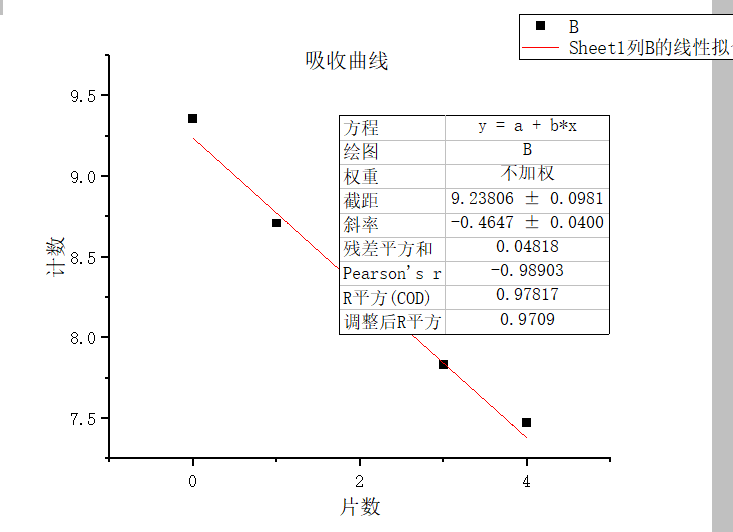 B
Sheet1列B的线性拟
吸收曲线
9.5
9.0
8.5
8.0
7.5
计数
方程 y = a + b*x
绘图 B
权重 不加权
截距 9.23806 ± 0.0981
斜率 -0.4647 ± 0.0400
残差平方和 0.04818
Pearson's r -0.98903
R平方(COD) 0.97817
调整后R平方 0.9709
0 2 4
片数